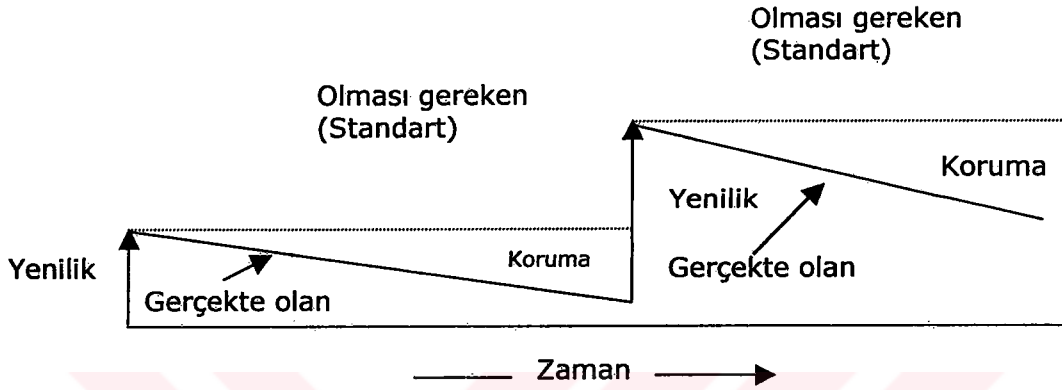 Olması gereken
(Standart)
Olması gereken
(Standart)
Koruma
Yenilik
Yenilik
Koruma
Gerçekte olan
Gerçekte olan
Zaman